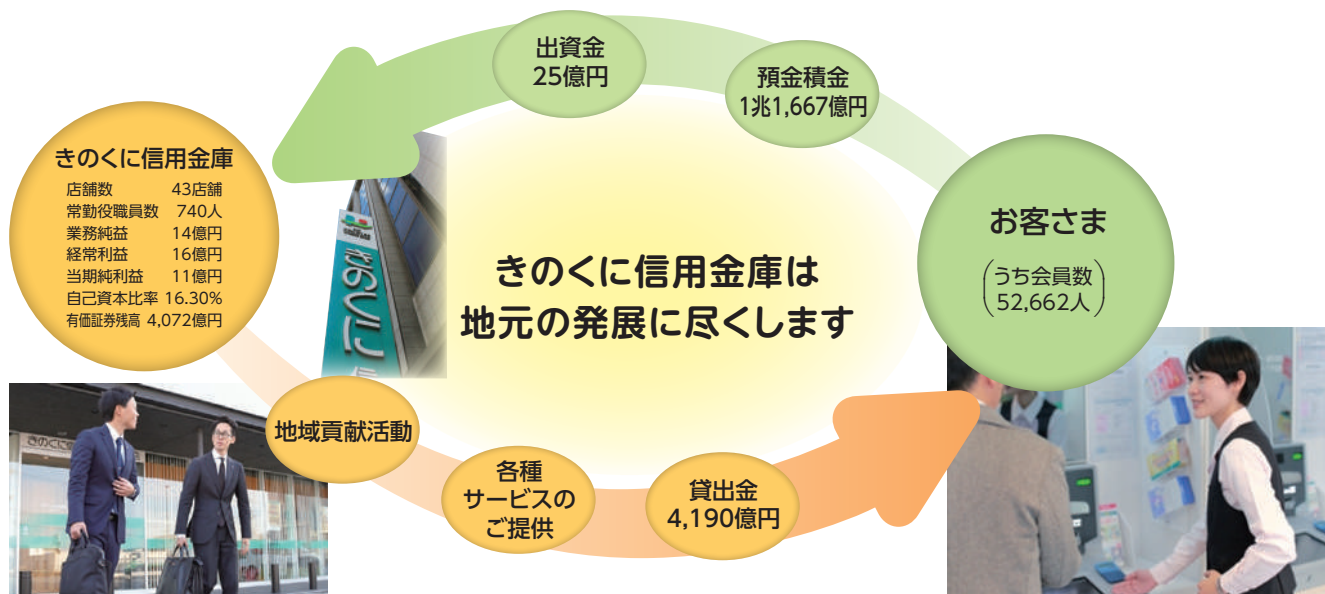 出資金
25億円
預金積金
1兆1,667億円
きのくに信用金庫
店舗数 43店舗
常勤役職員数 740人
業務純益 14億円
経常利益 16億円
当期純利益 11億円
自己資本比率 16.30%
有価証券残高 4,072億円
お客さま
(うち会員数
52,662人)
きのくに信用金庫は
地元の発展に尽くします
地域貢献活動
各種
サービスの
ご提供
貸出金
4,190億円
きのくに